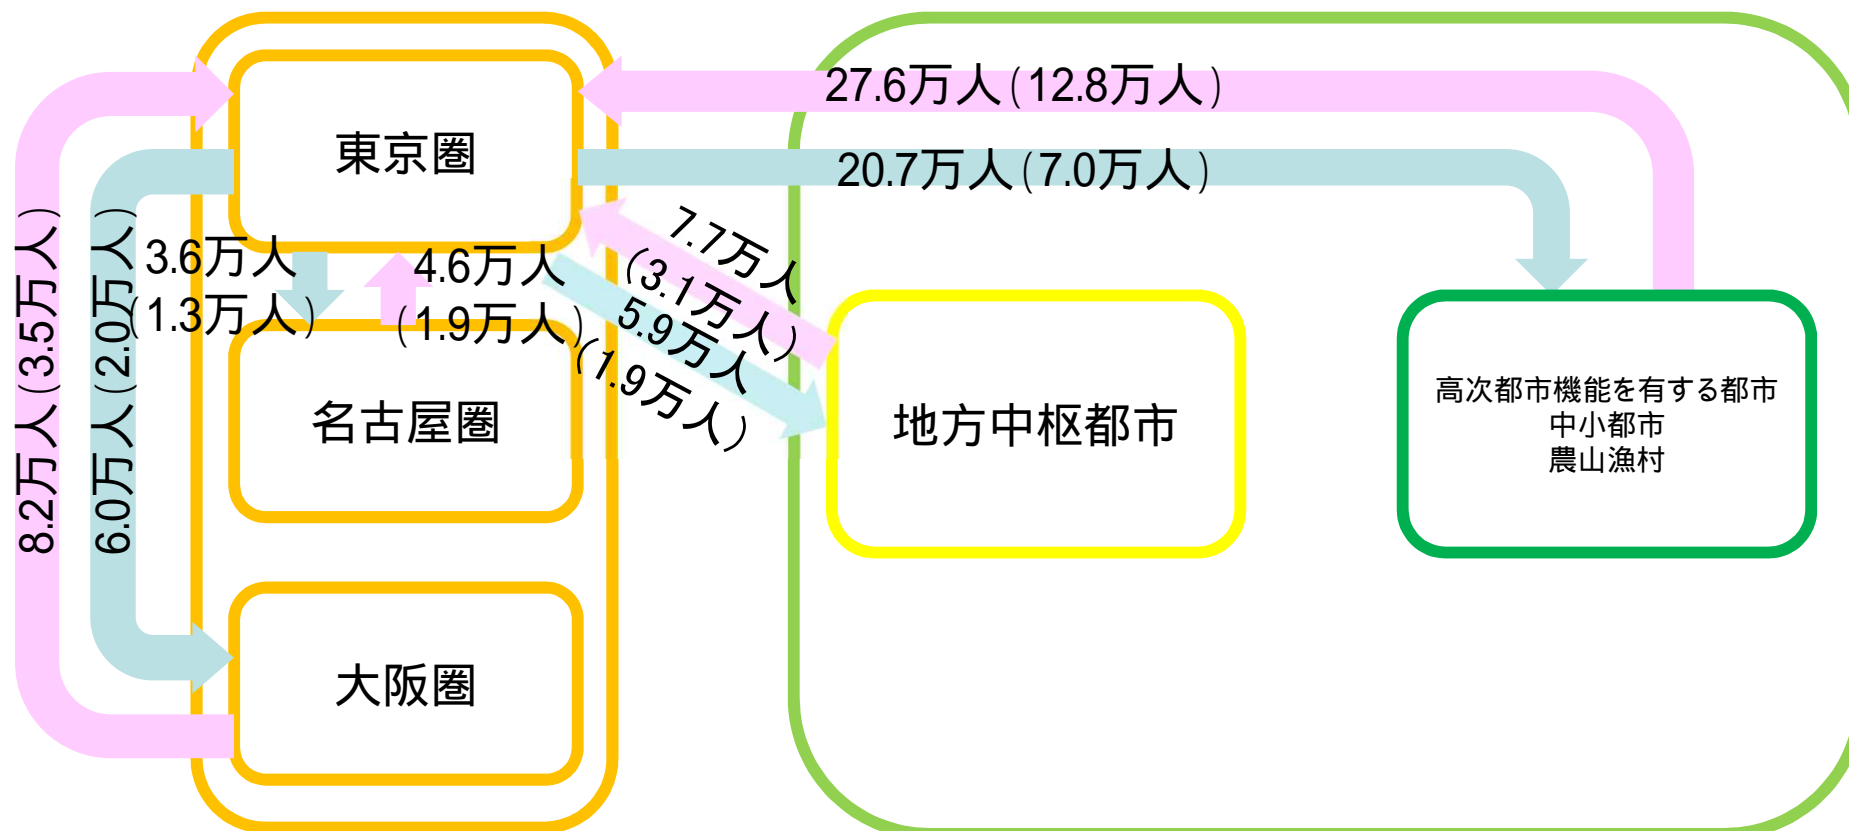 27.6万人(12.8万人)
東京圏
20.7万人(7.0万人)
8.2万人(3.5万人)
6.0万人(2.0万人)
3.6万人
(1.3万人)
4.6万人
(1.9万人)
7.7万人
(3.1万人)
5.9万人
(1.9万人)
名古屋圏
地方中枢都市
高次都市機能を有する都市
中小都市
農山漁村
大阪圏